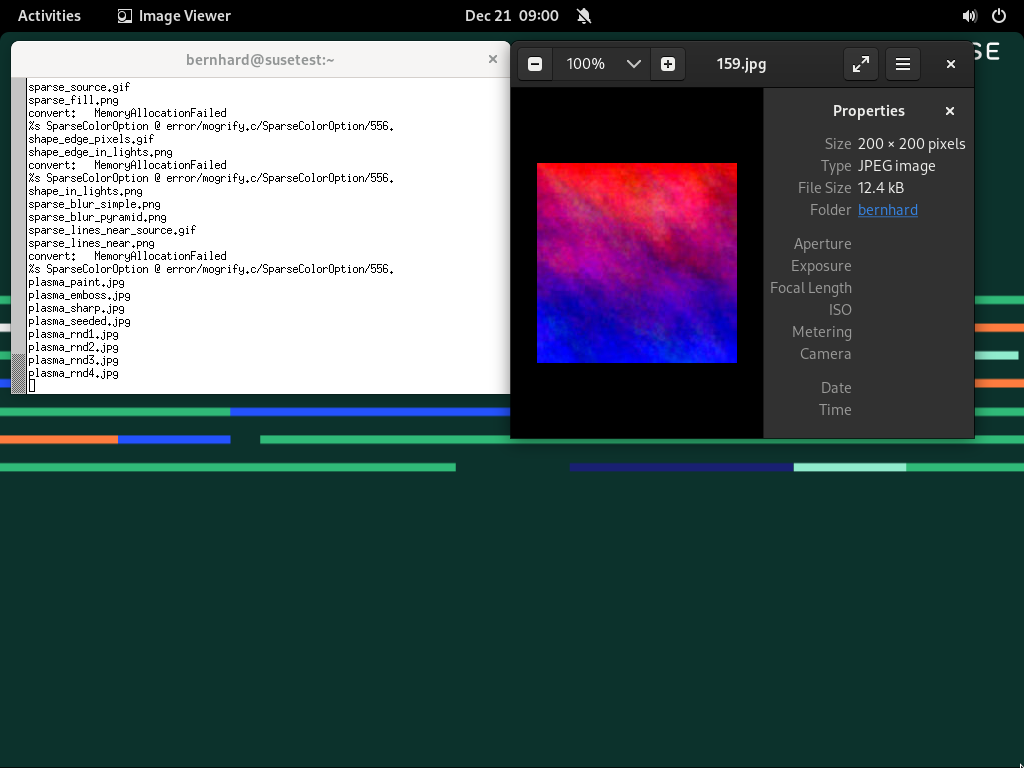 Activities
Image Viewer
Dec 21 09:00
bernhard@susetest:~
sparse_source.gif
sparse_fill.png
convert:   MemoryAllocationFailed
%s SparseColorOption @ error/mogrify.c/SparseColorOption/556.
shape_edge_pixels.gif
shape_edge_in_lights.png
convert:   MemoryAllocationFailed
%s SparseColorOption @ error/mogrify.c/SparseColorOption/556.
shape_in_lights.png
sparse_blur_simple.png
sparse_blur_pyramid.png
sparse_lines_near_source.gif
sparse_lines_near.png
convert:   MemoryAllocationFailed
%s SparseColorOption @ error/mogrify.c/SparseColorOption/556.
plasma_paint.jpg
plasma_emboss.jpg
plasma_sharp.jpg
plasma_seeded.jpg
plasma_rnd1.jpg
plasma_rnd2.jpg
plasma_rnd3.jpg
plasma_rnd4.jpg
100%
159.jpg
Properties
Size 200 × 200 pixels
Type JPEG image
File Size 12.4 kB
Folder bernhard
Aperture
Exposure
Focal Length
ISO
Metering
Camera
Date
Time
SE